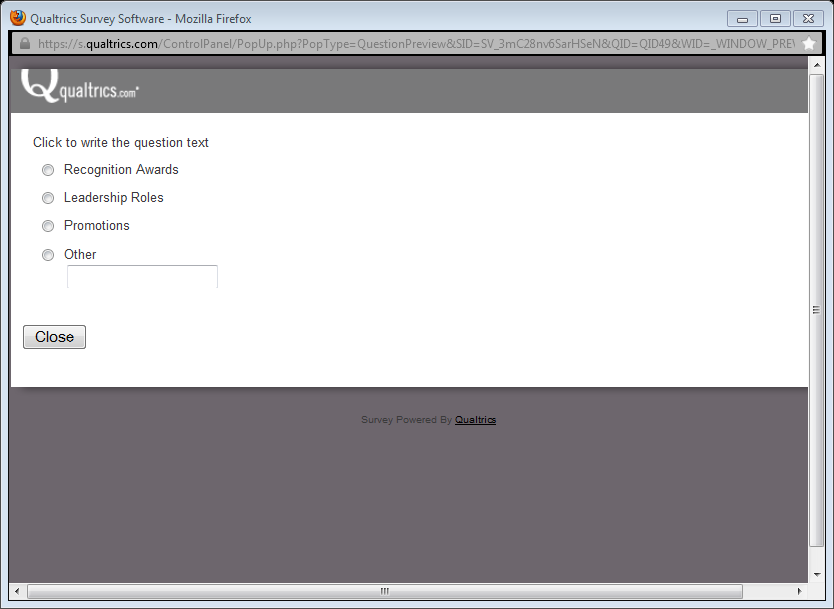 Qualtrics Survey Software - Mozilla Firefox
https://s.qualtrics.com/ControlPanel/PopUp.php?PopType=QuestionPreview&SID=SV_3mC28nv6SarHSeN&QID=QID49&WID=_WINDOW_PREV
Qualtrics.com
Click to write the question text
Recognition Awards
Leadership Roles
Promotions
Other
Close
Survey Powered By Qualtrics